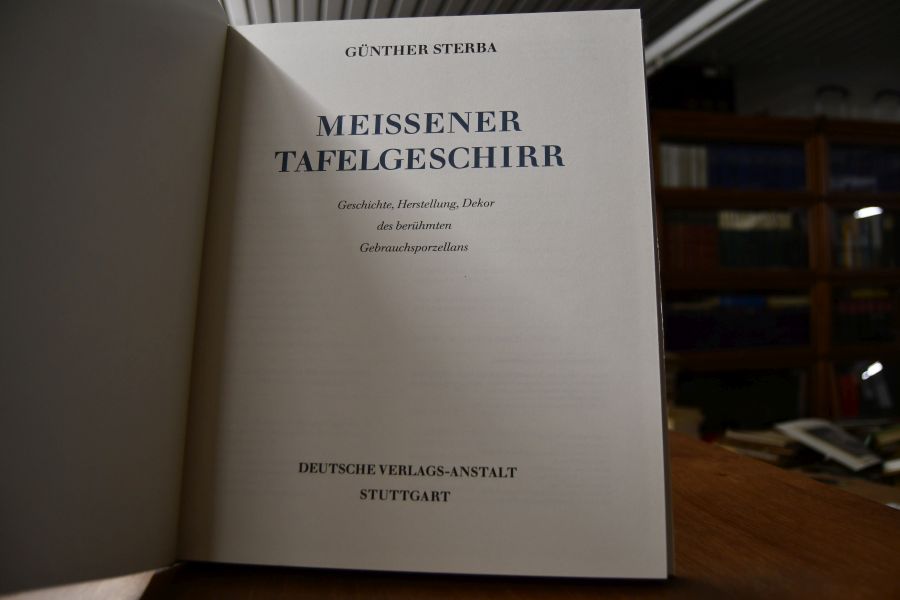 GÜNTHER STERBA
MEISSENER
TAFELGESCHIRR
Geschichte, Herstellung, Dekor
des berühmten
Gebrauchsporzellans
DEUTSCHE VERLAGS-ANSTALT
STUTTGART